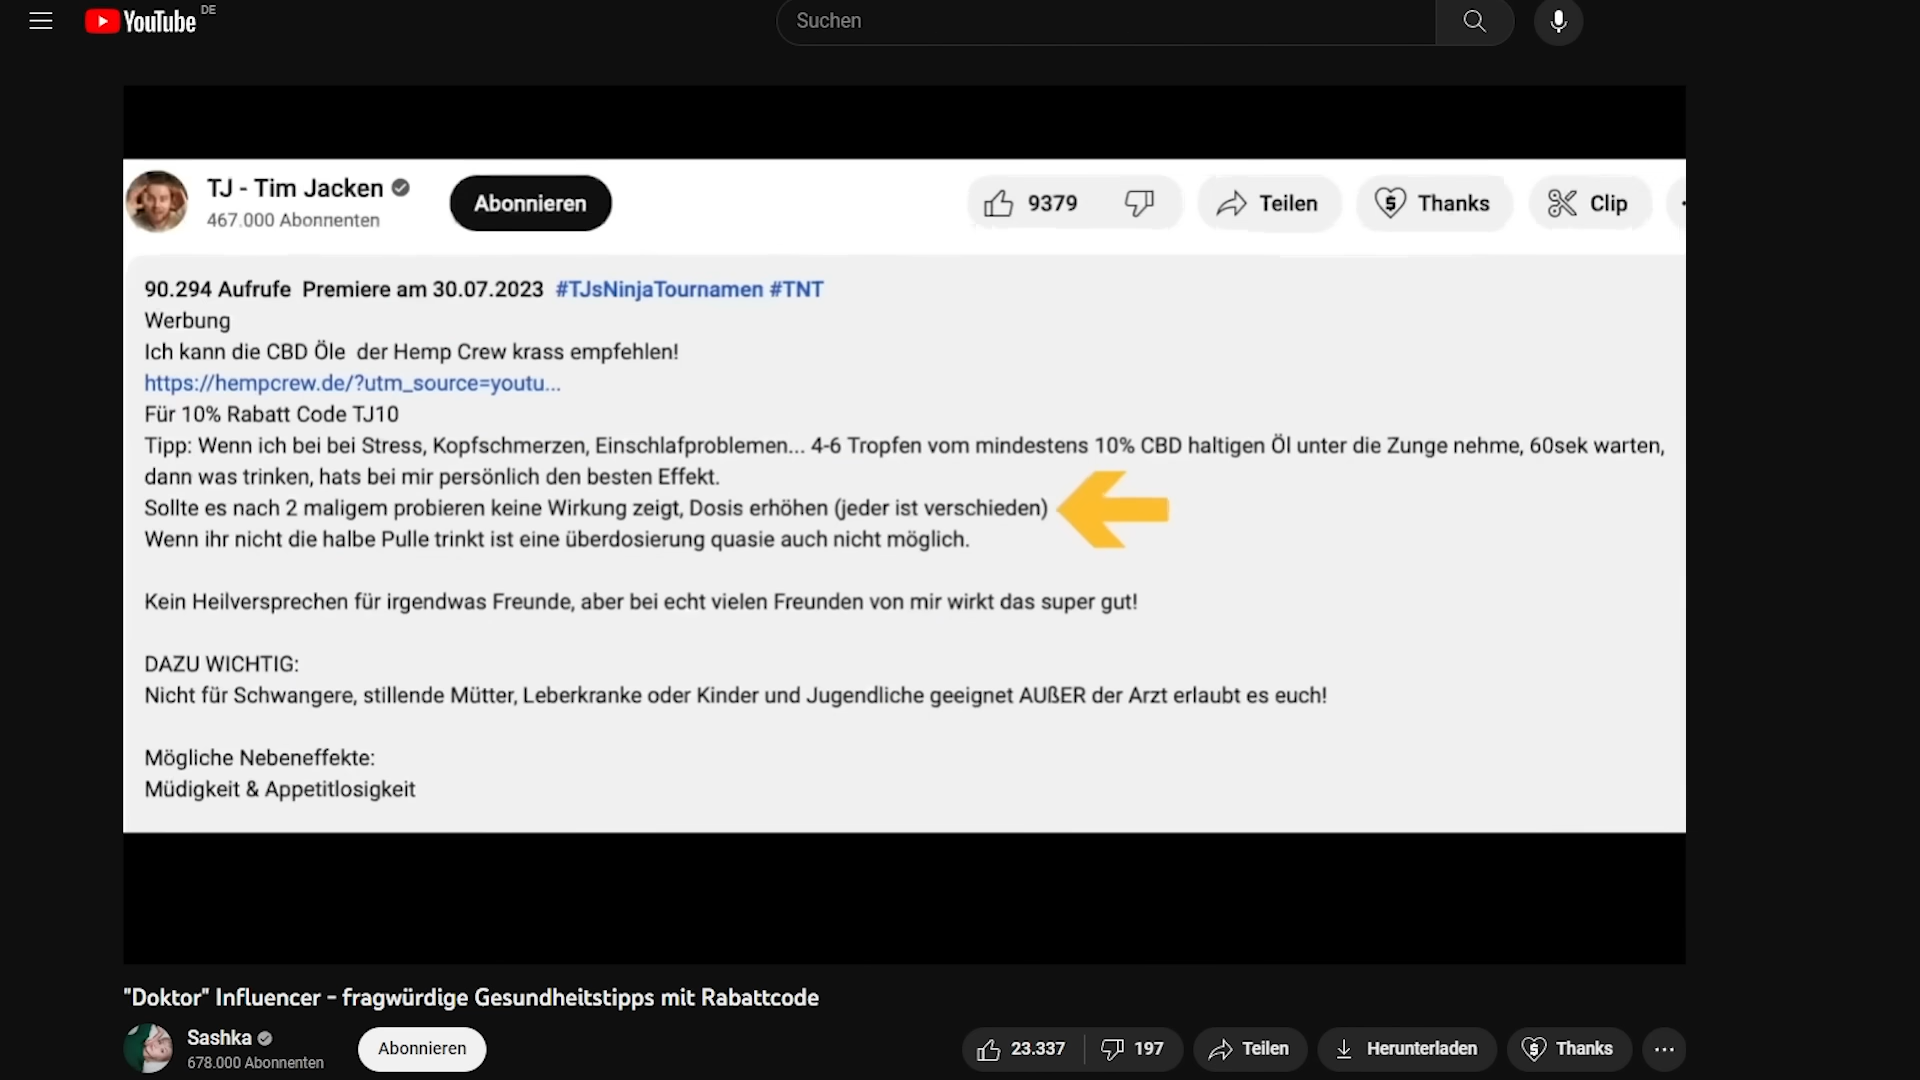 YouTube DE
Suchen
TJ - Tim Jacken
467.000 Abonnenten
Abonnieren
9379
Teilen
Thanks
Clip
90.294 Aufrufe Premiere am 30.07.2023 #TJsNinjaTournamen #TNT
Werbung
Ich kann die CBD Öle der Hemp Crew krass empfehlen!
https://hempcrew.de/?utm_source=youtu...
Für 10% Rabatt Code TJ10
Tipp: Wenn ich bei bei Stress, Kopfschmerzen, Einschlafproblemen... 4-6 Tropfen vom mindestens 10% CBD haltigen Öl unter die Zunge nehme, 60sek warten,
dann was trinken, hats bei mir persönlich den besten Effekt.
Sollte es nach 2 maligem probieren keine Wirkung zeigt, Dosis erhöhen (jeder ist verschieden)
Wenn ihr nicht die halbe Pulle trinkt ist eine überdosierung quasie auch nicht möglich.
Kein Heilversprechen für irgendwas Freunde, aber bei echt vielen Freunden von mir wirkt das super gut!
DAZU WICHTIG:
Nicht für Schwangere, stillende Mütter, Leberkranke oder Kinder und Jugendliche geeignet AUßER der Arzt erlaubt es euch!
Mögliche Nebeneffekte:
Müdigkeit & Appetitlosigkeit
"Doktor" Influencer - fragwürdige Gesundheitstipps mit Rabattcode
Sashka
678.000 Abonnenten
Abonnieren
23.337
197
Teilen
Herunterladen
Thanks